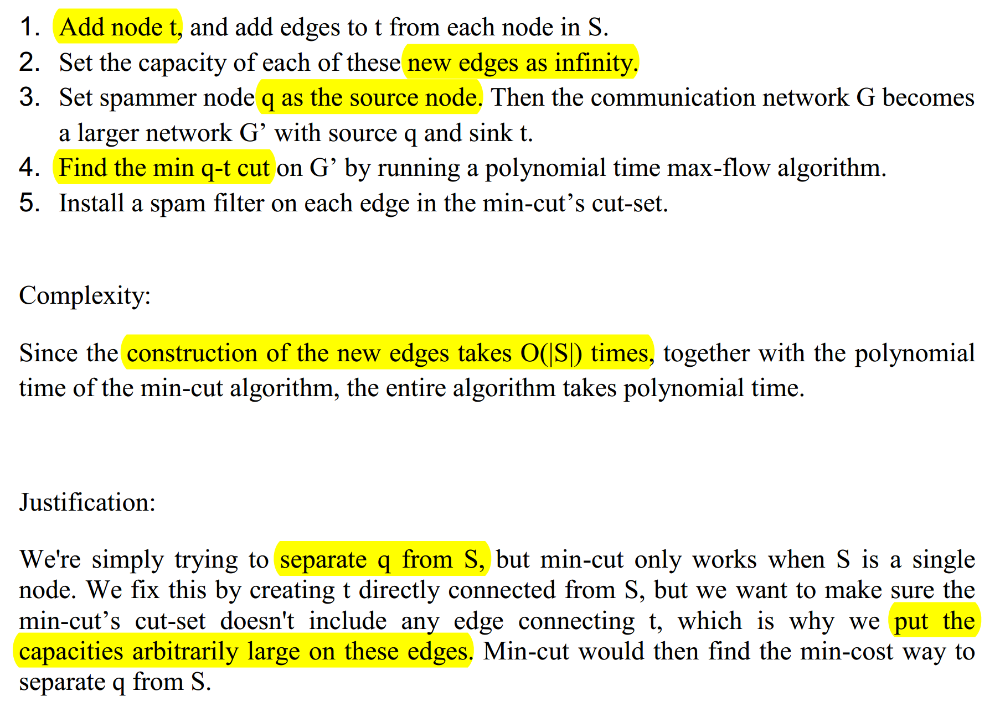 1. Add node t, and add edges to t from each node in S.
2. Set the capacity of each of these new edges as infinity.
3. Set spammer node q as the source node. Then the communication network G becomes
a larger network G’ with source q and sink t.
4. Find the min q-t cut on G’ by running a polynomial time max-flow algorithm.
5. Install a spam filter on each edge in the min-cut’s cut-set.
Complexity:
Since the construction of the new edges takes O(|S|) times, together with the polynomial
time of the min-cut algorithm, the entire algorithm takes polynomial time.
Justification:
We're simply trying to separate q from S, but min-cut only works when S is a single
node. We fix this by creating t directly connected from S, but we want to make sure the
min-cut’s cut-set doesn't include any edge connecting t, which is why we put the
capacities arbitrarily large on these edges. Min-cut would then find the min-cost way to
separate q from S.